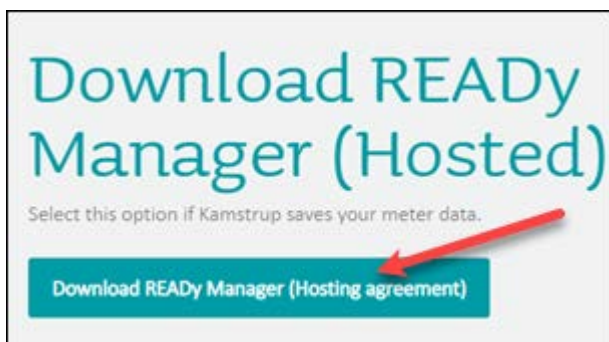 Download READy
Manager (Hosted)
Select this option if Kamstrup saves your meter data.
Download READy Manager (Hosting agreement)